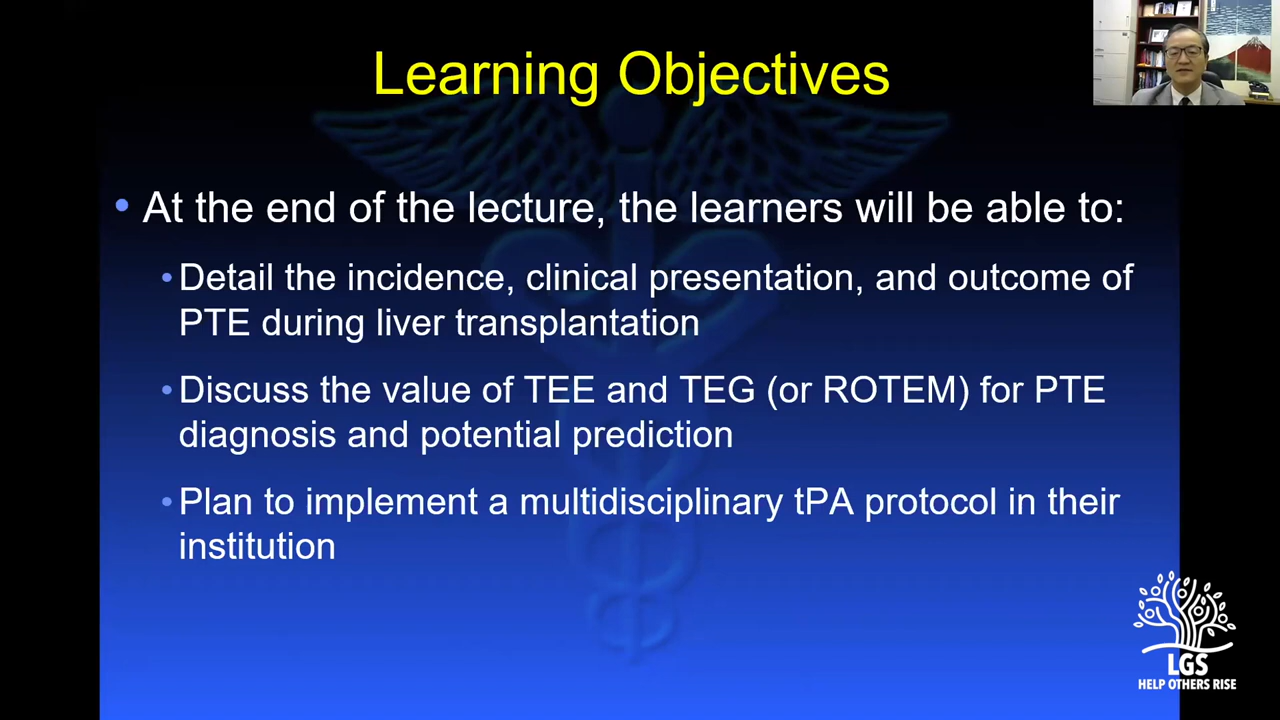 Learning Objectives
• At the end of the lecture, the learners will be able to:
• Detail the incidence, clinical presentation, and outcome of
PTE during liver transplantation
• Discuss the value of TEE and TEG (or ROTEM) for PTE
diagnosis and potential prediction
• Plan to implement a multidisciplinary tPA protocol in their
institution
LGS
HELP OTHERS RISE